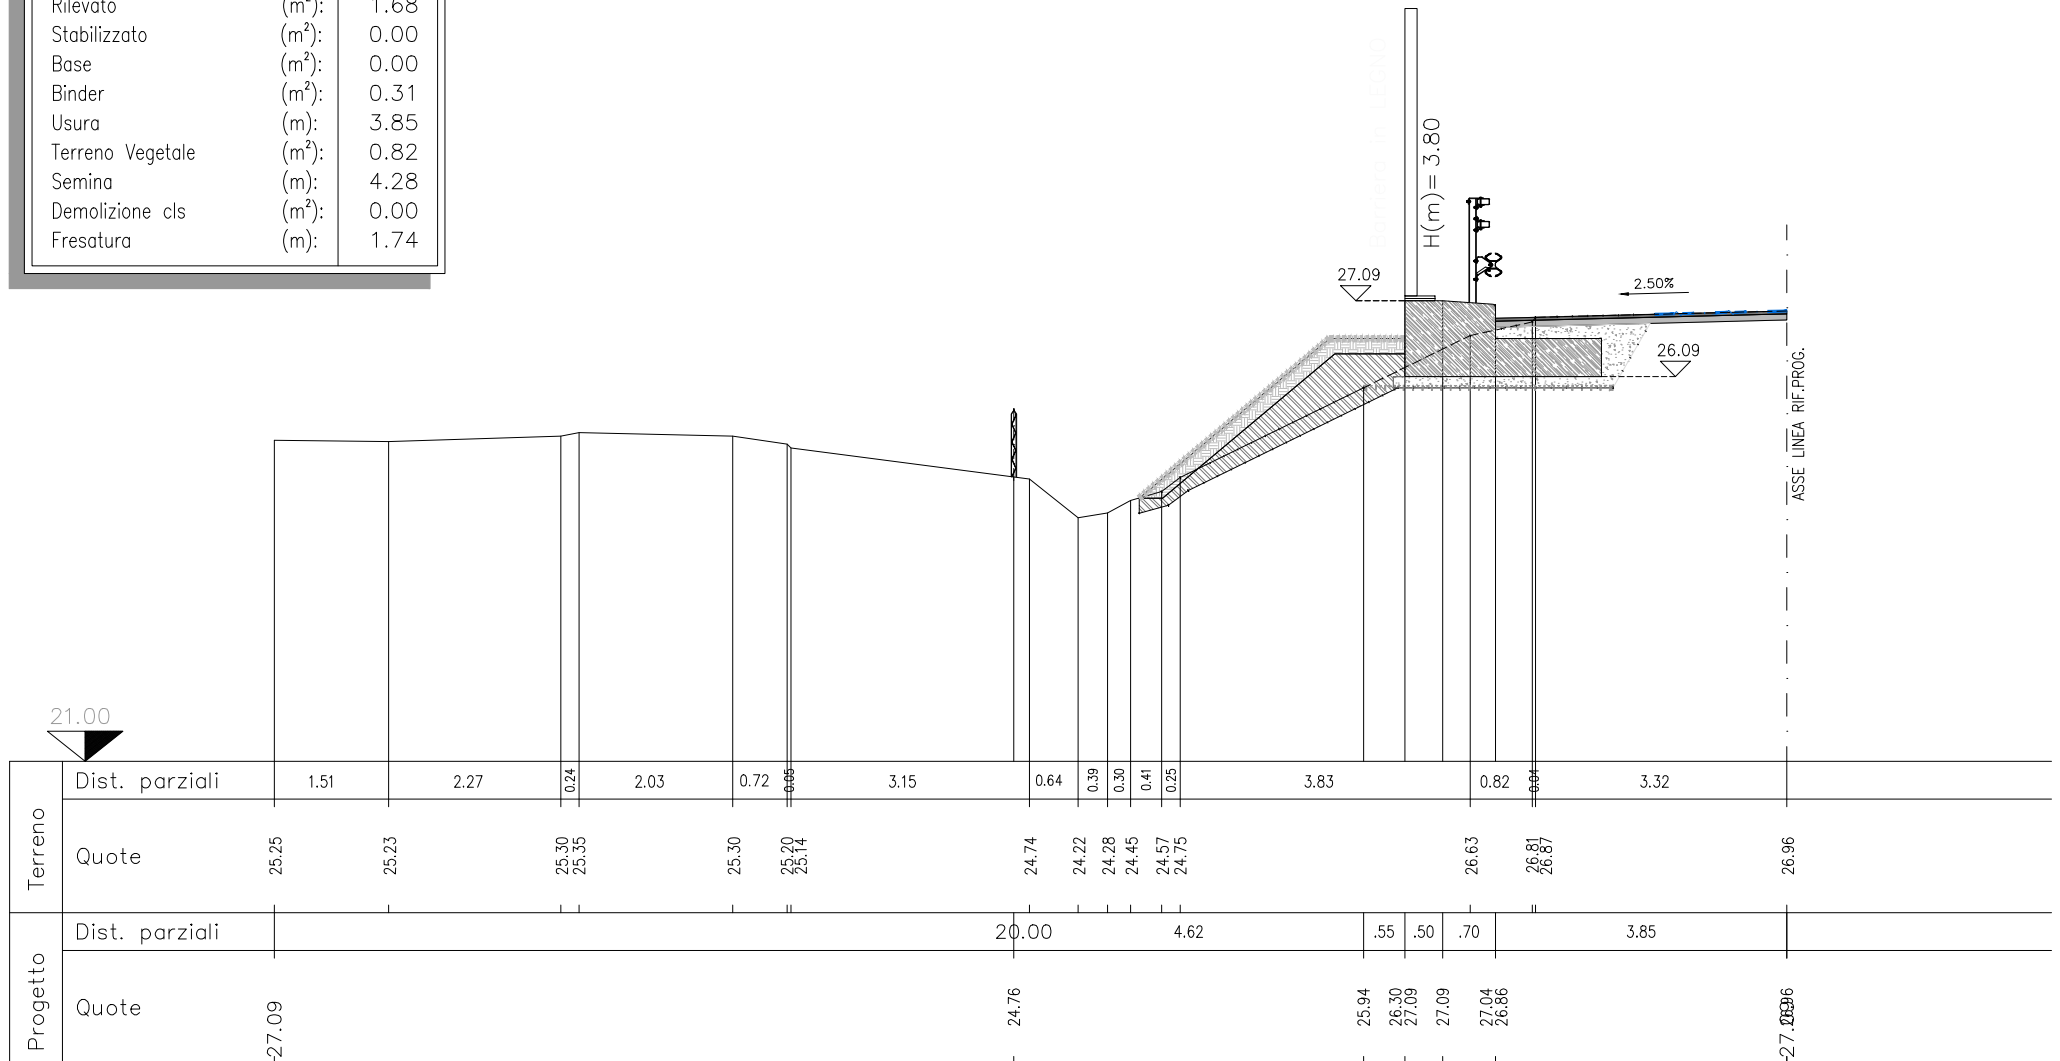 Rilevato (m²): 1.68
Stabilizzato (m²): 0.00
Base (m²): 0.00
Binder (m²): 0.31
Usura (m): 3.85
Terreno Vegetale (m²): 0.82
Semina (m): 4.28
Demolizione cls (m²): 0.00
Fresatura (m): 1.74
H(m)= 3.80
27.09
2.50%
26.09
ASSE LINEA RIF.PROG.
21.00
Terreno
Dist. parziali 1.51 2.27 0.24 2.03 0.72 0.05 3.15 0.64 0.39 0.30 0.41 0.25 3.83 0.82 0.04 3.32
Quote 25.25 25.23 25.30 25.35 25.30 25.20 25.14 24.74 24.22 24.28 24.45 24.57 24.75 26.63 26.81 26.87 26.96
Progetto
Dist. parziali 20.00 4.62 .55 .50 .70 3.85
Quote 27.09 24.76 25.94 26.30 27.09 27.09 27.04 26.86